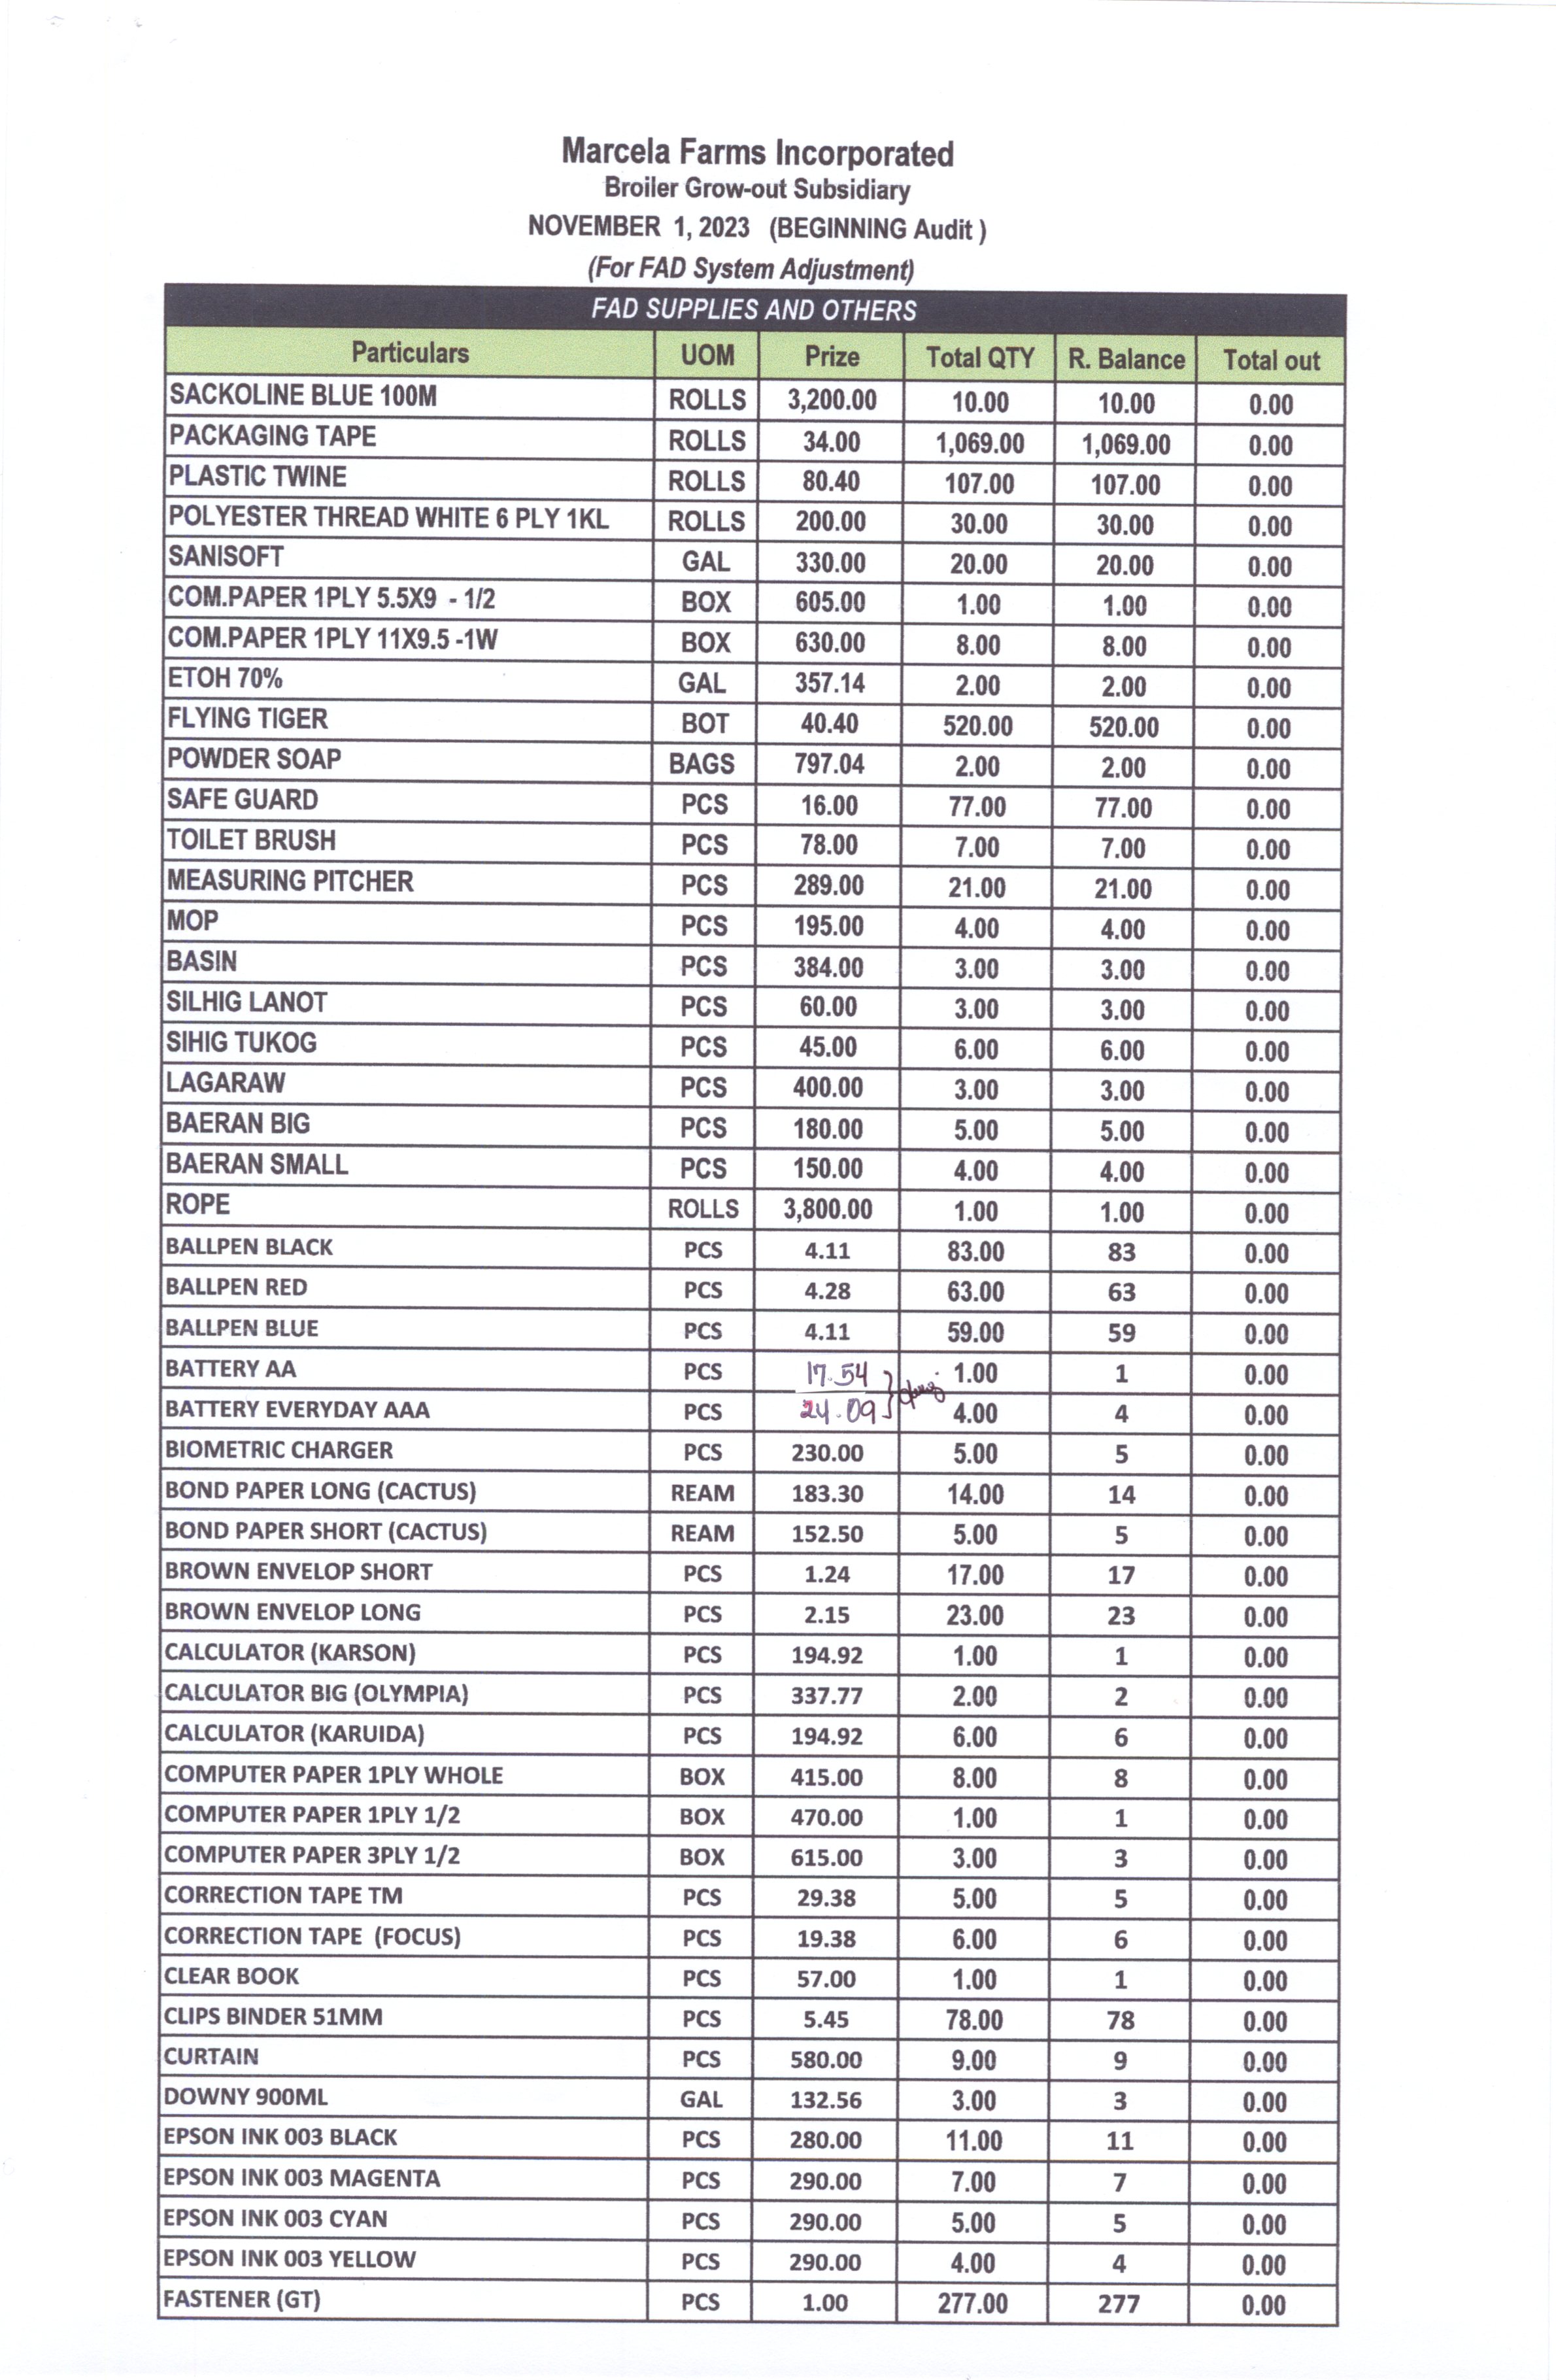 Marcela Farms Incorporated
Broiler Grow-out Subsidiary
NOVEMBER 1, 2023 (BEGINNING Audit )
(For FAD System Adjustment)
FAD SUPPLIES AND OTHERS
Particulars UOM Prize Total QTY R. Balance Total out
SACKOLINE BLUE 100M ROLLS 3,200.00 10.00 10.00 0.00
PACKAGING TAPE ROLLS 34.00 1,069.00 1,069.00 0.00
PLASTIC TWINE ROLLS 80.40 107.00 107.00 0.00
POLYESTER THREAD WHITE 6 PLY 1KL ROLLS 200.00 30.00 30.00 0.00
SANISOFT GAL 330.00 20.00 20.00 0.00
COM.PAPER 1PLY 5.5X9 - 1/2 BOX 605.00 1.00 1.00 0.00
COM.PAPER 1PLY 11X9.5 -1W BOX 630.00 8.00 8.00 0.00
ETOH 70% GAL 357.14 2.00 2.00 0.00
FLYING TIGER BOT 40.40 520.00 520.00 0.00
POWDER SOAP BAGS 797.04 2.00 2.00 0.00
SAFE GUARD PCS 16.00 77.00 77.00 0.00
TOILET BRUSH PCS 78.00 7.00 7.00 0.00
MEASURING PITCHER PCS 289.00 21.00 21.00 0.00
MOP PCS 195.00 4.00 4.00 0.00
BASIN PCS 384.00 3.00 3.00 0.00
SILHIG LANOT PCS 60.00 3.00 3.00 0.00
SIHIG TUKOG PCS 45.00 6.00 6.00 0.00
LAGARAW PCS 400.00 3.00 3.00 0.00
BAERAN BIG PCS 180.00 5.00 5.00 0.00
BAERAN SMALL PCS 150.00 4.00 4.00 0.00
ROPE ROLLS 3,800.00 1.00 1.00 0.00
BALLPEN BLACK PCS 4.11 83.00 83 0.00
BALLPEN RED PCS 4.28 63.00 63 0.00
BALLPEN BLUE PCS 4.11 59.00 59 0.00
BATTERY AA PCS 17.54 1.00 1 0.00
BATTERY EVERYDAY AAA PCS 24.09 4.00 4 0.00
BIOMETRIC CHARGER PCS 230.00 5.00 5 0.00
BOND PAPER LONG (CACTUS) REAM 183.30 14.00 14 0.00
BOND PAPER SHORT (CACTUS) REAM 152.50 5.00 5 0.00
BROWN ENVELOP SHORT PCS 1.24 17.00 17 0.00
BROWN ENVELOP LONG PCS 2.15 23.00 23 0.00
CALCULATOR (KARSON) PCS 194.92 1.00 1 0.00
CALCULATOR BIG (OLYMPIA) PCS 337.77 2.00 2 0.00
CALCULATOR (KARUIDA) PCS 194.92 6.00 6 0.00
COMPUTER PAPER 1PLY WHOLE BOX 415.00 8.00 8 0.00
COMPUTER PAPER 1PLY 1/2 BOX 470.00 1.00 1 0.00
COMPUTER PAPER 3PLY 1/2 BOX 615.00 3.00 3 0.00
CORRECTION TAPE TM PCS 29.38 5.00 5 0.00
CORRECTION TAPE (FOCUS) PCS 19.38 6.00 6 0.00
CLEAR BOOK PCS 57.00 1.00 1 0.00
CLIPS BINDER 51MM PCS 5.45 78.00 78 0.00
CURTAIN PCS 580.00 9.00 9 0.00
DOWNY 900ML GAL 132.56 3.00 3 0.00
EPSON INK 003 BLACK PCS 280.00 11.00 11 0.00
EPSON INK 003 MAGENTA PCS 290.00 7.00 7 0.00
EPSON INK 003 CYAN PCS 290.00 5.00 5 0.00
EPSON INK 003 YELLOW PCS 290.00 4.00 4 0.00
FASTENER (GT) PCS 1.00 277.00 277 0.00